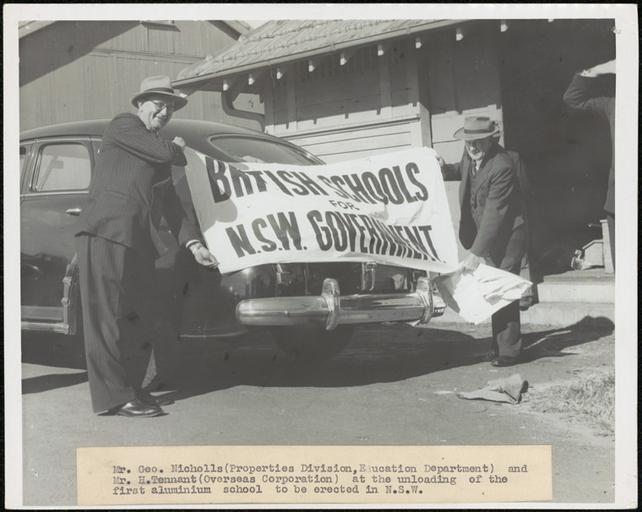 BRITISH SCHOOLS
FOR
N.S.W. GOVERNMENT.
Mr. Geo. Nicholls(Properties Division,Education Department) and
Mr. H.Tennant(Overseas Corporation) at the unloading of the
first aluminium school to be erected in N.S.W.